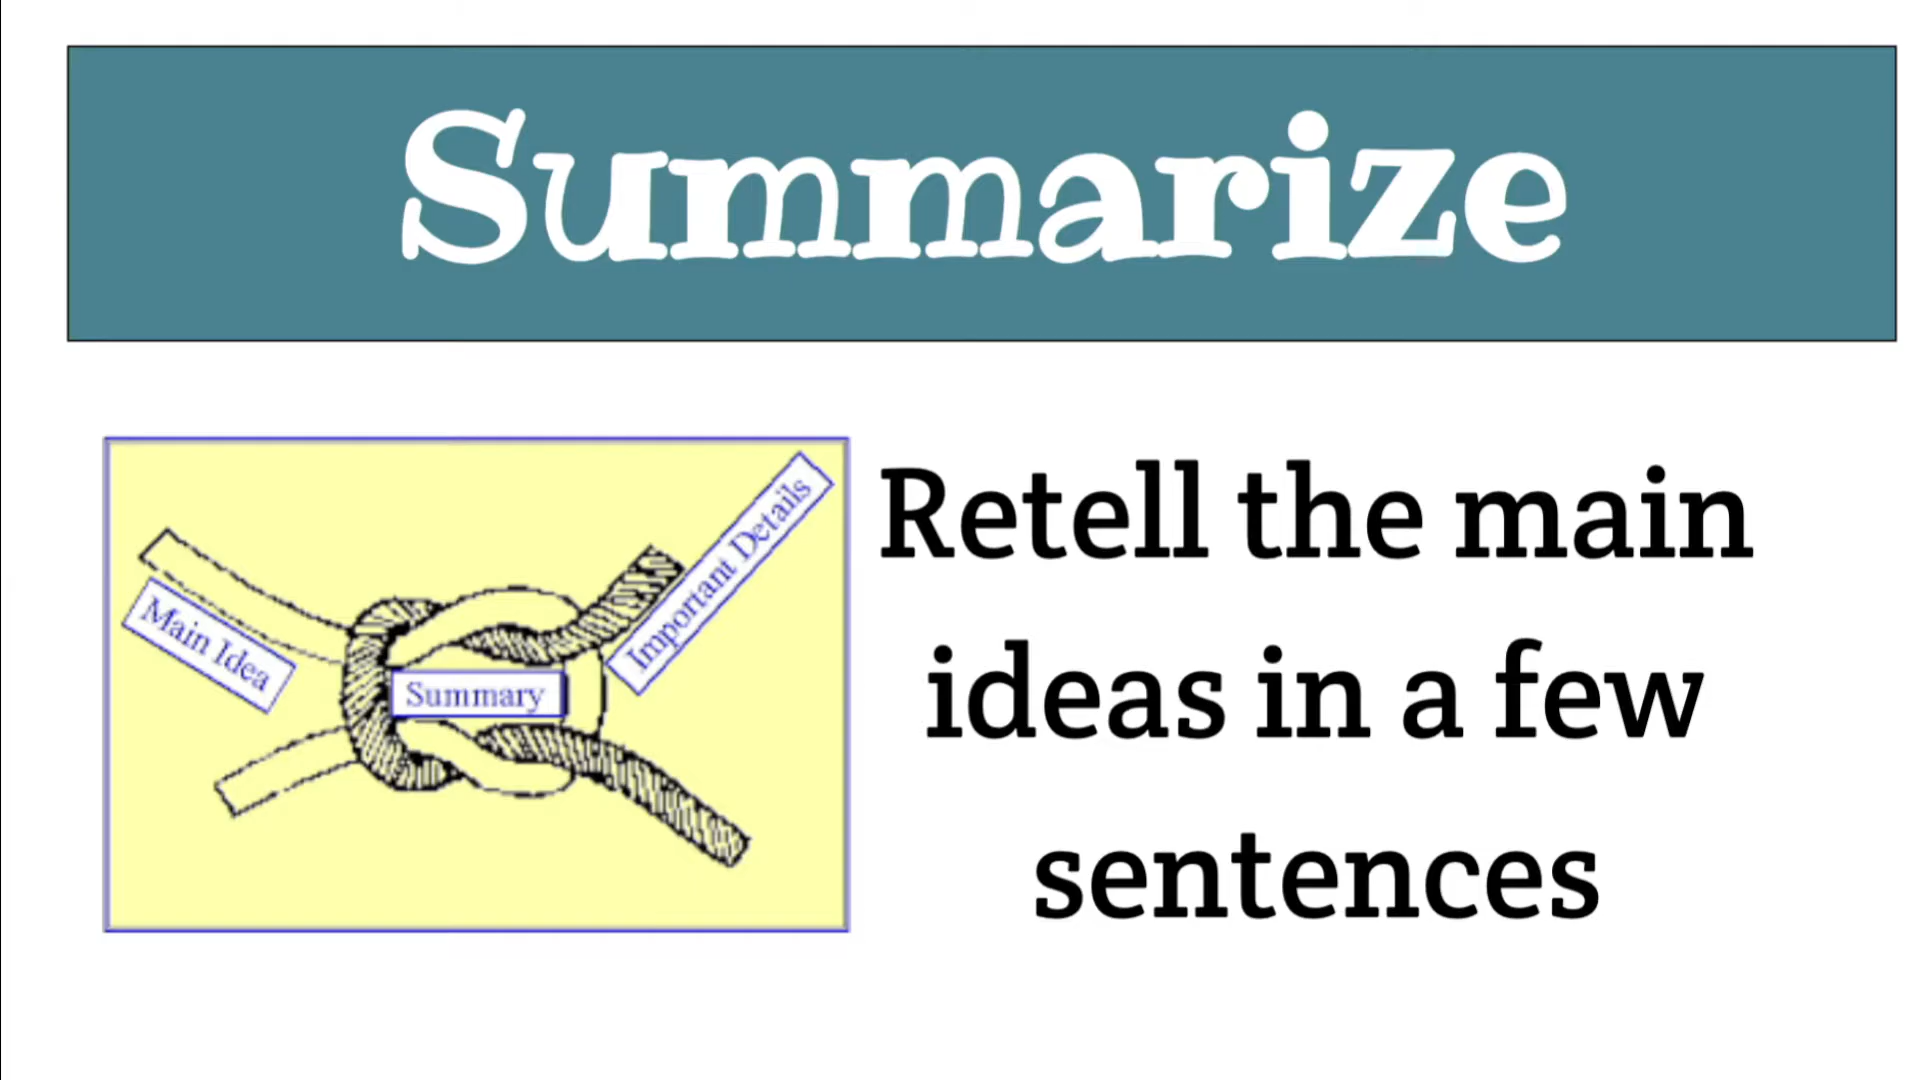 Summarize
Main Idea
Summary
Important Details
Retell the main
ideas in a few
sentences